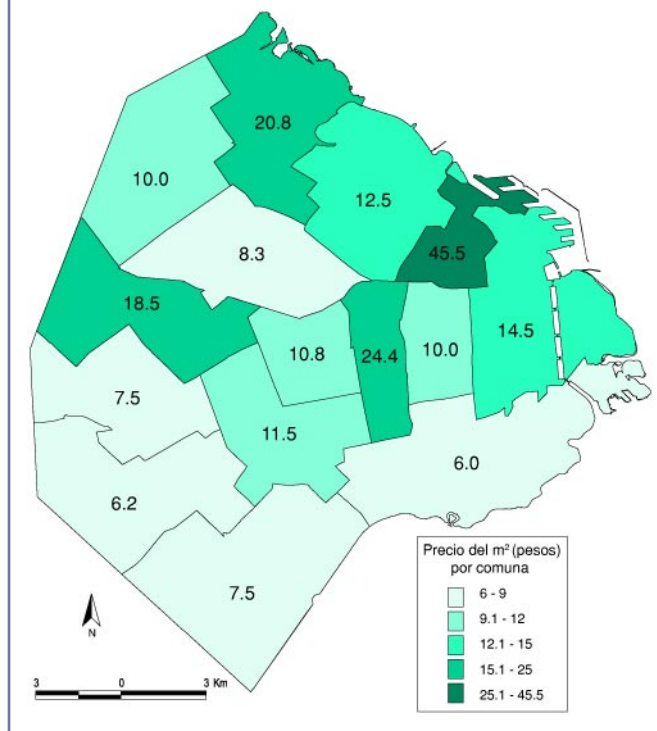 20.8
10.0
12.5
8.3
45.5
18.5
14.5
10.8
24.4
10.0
7.5
11.5
6.0
6.2
7.5
Precio del m² (pesos)
por comuna
6 - 9
9.1 - 12
12.1 - 15
15.1 - 25
25.1 - 45.5
N
3 0 3 Km